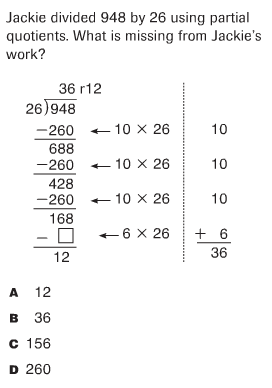 Jackie divided 948 by 26 using partial
quotients. What is missing from Jackie's
work?
36 r12
26)948
−260 ← 10 × 26 10
688
−260 ← 10 × 26 10
428
−260 ← 10 × 26 10
168
− □ ← 6 × 26 + 6
12 36
A 12
B 36
C 156
D 260